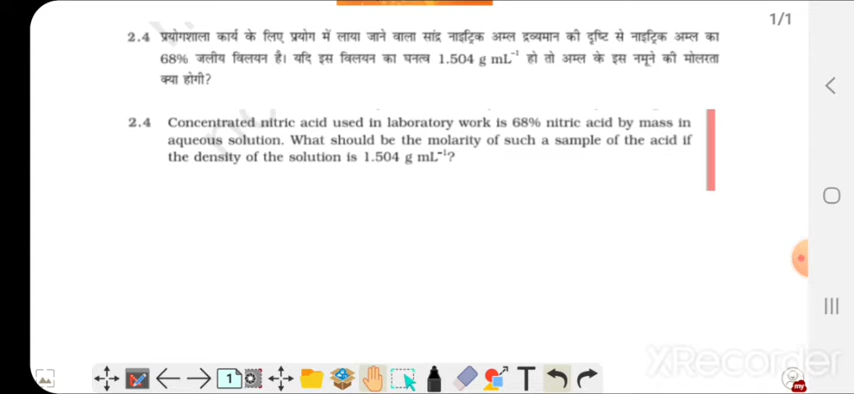 1/1
2.4 प्रयोगशाला कार्य के लिए प्रयोग में लाया जाने वाला सांद्र नाइट्रिक अम्ल द्रव्यमान की दृष्टि से नाइट्रिक अम्ल का
68% जलीय विलयन है। यदि इस विलयन का घनत्व 1.504 g mL⁻¹ हो तो अम्ल के इस नमूने की मोलरता
क्या होगी?
2.4 Concentrated nitric acid used in laboratory work is 68% nitric acid by mass in
aqueous solution. What should be the molarity of such a sample of the acid if
the density of the solution is 1.504 g mL⁻¹?
XRecorder
1
T
my